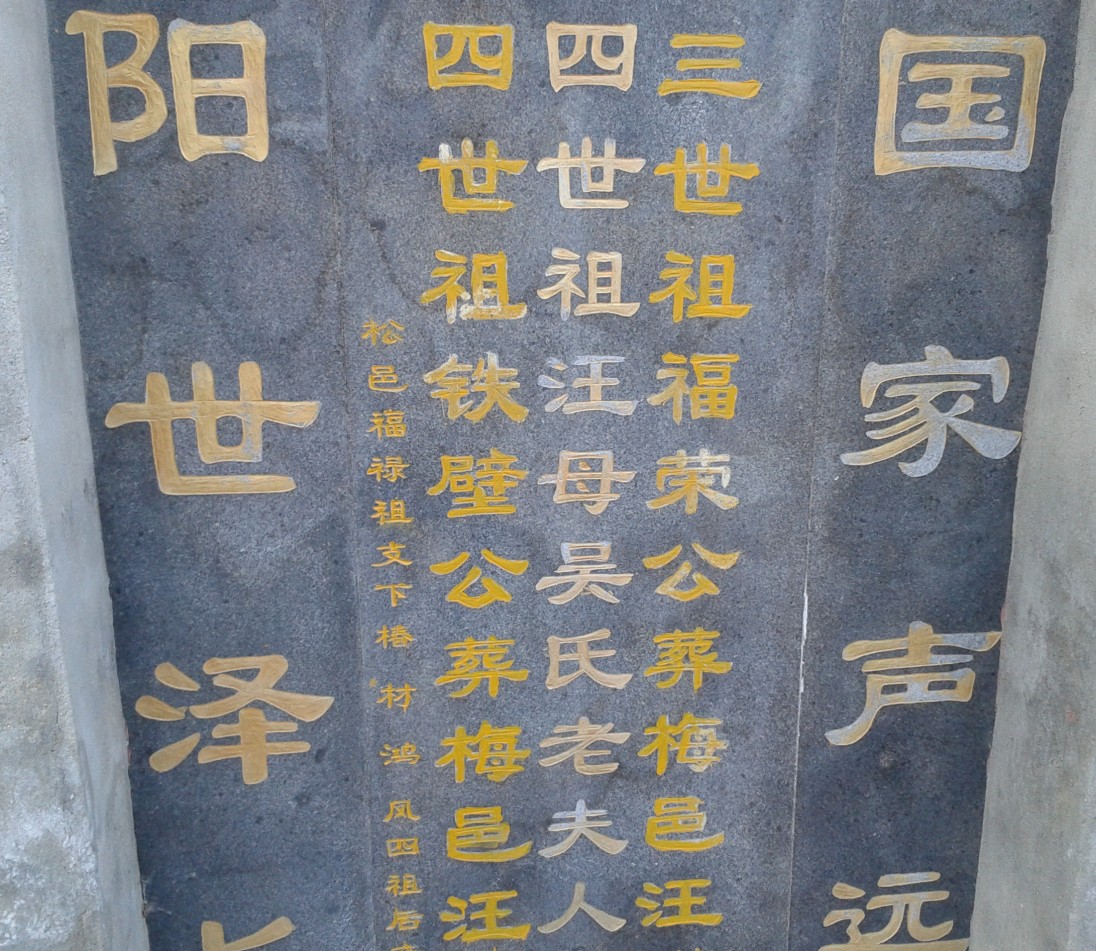 国家声远
三世祖福荣公葬梅邑汪
四世祖汪母吴氏老夫人
四世祖铁壁公葬梅邑汪
松邑福禄祖支下椿材鸿凤四祖后
阳世泽